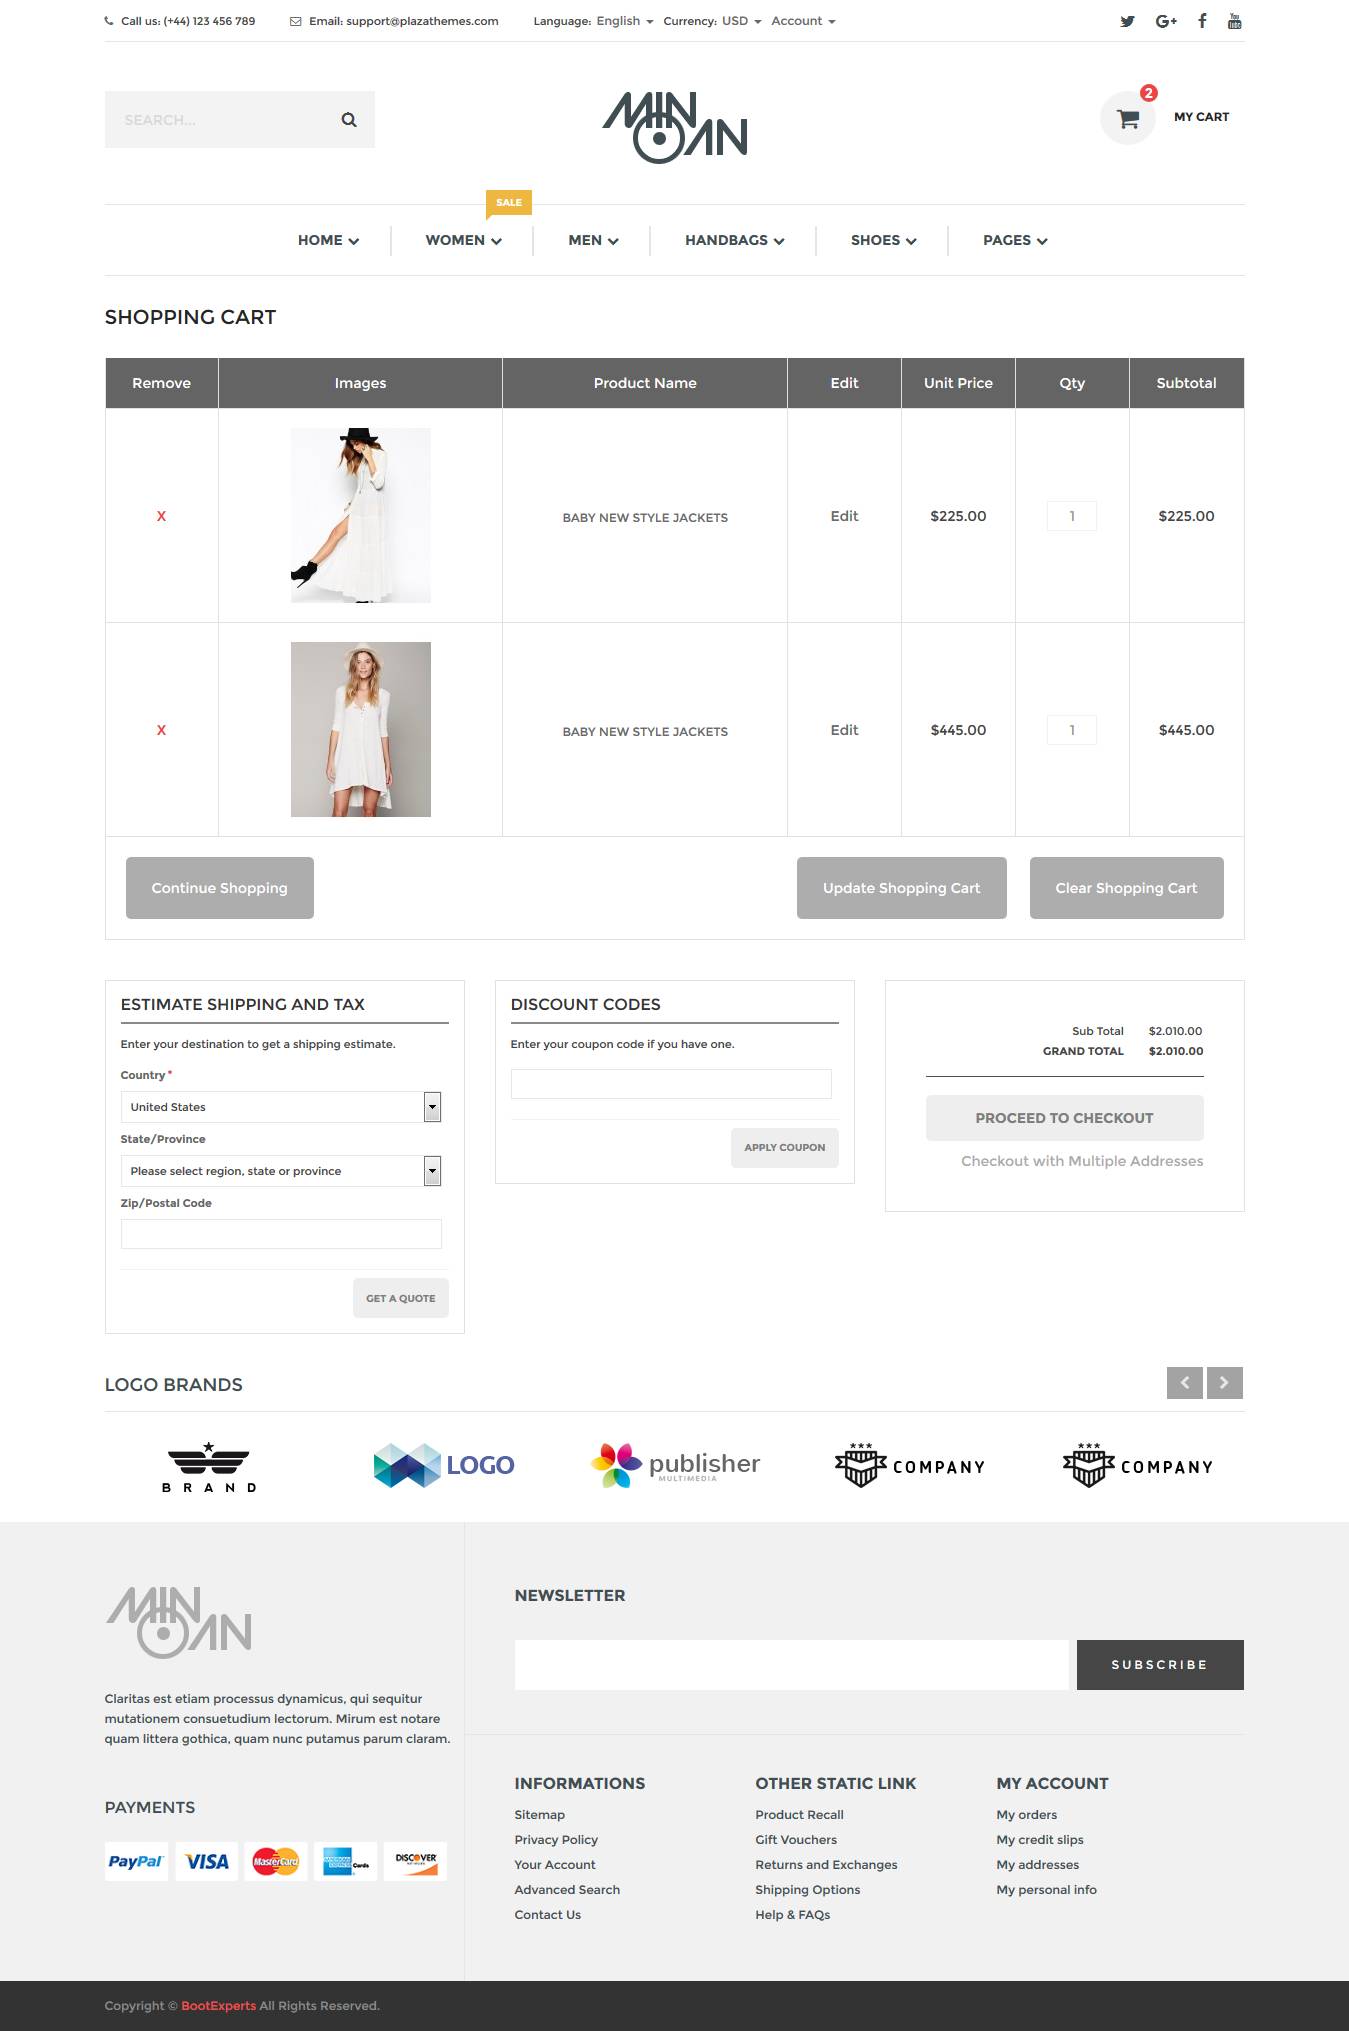 Call us: (+44) 123 456 789 Email: support@plazathemes.com Language: English Currency: USD Account
SEARCH...
MINOAN
2
MY CART
SALE
HOME WOMEN MEN HANDBAGS SHOES PAGES
SHOPPING CART
Remove Images Product Name Edit Unit Price Qty Subtotal
X BABY NEW STYLE JACKETS Edit $225.00 1 $225.00
X BABY NEW STYLE JACKETS Edit $445.00 1 $445.00
Continue Shopping Update Shopping Cart Clear Shopping Cart
ESTIMATE SHIPPING AND TAX
Enter your destination to get a shipping estimate.
Country *
United States
State/Province
Please select region, state or province
Zip/Postal Code
GET A QUOTE
DISCOUNT CODES
Enter your coupon code if you have one.
APPLY COUPON
Sub Total $2.010.00
GRAND TOTAL $2.010.00
PROCEED TO CHECKOUT
Checkout with Multiple Addresses
LOGO BRANDS
BRAND
LOGO
publisher
MULTIMEDIA
COMPANY
COMPANY
MINOAN
Claritas est etiam processus dynamicus, qui sequitur
mutationem consuetudium lectorum. Mirum est notare
quam littera gothica, quam nunc putamus parum claram.
PAYMENTS
PayPal VISA MasterCard AMERICAN EXPRESS Cards DISCOVER
NEWSLETTER
SUBSCRIBE
INFORMATIONS
Sitemap
Privacy Policy
Your Account
Advanced Search
Contact Us
OTHER STATIC LINK
Product Recall
Gift Vouchers
Returns and Exchanges
Shipping Options
Help & FAQs
MY ACCOUNT
My orders
My credit slips
My addresses
My personal info
Copyright © BootExperts All Rights Reserved.